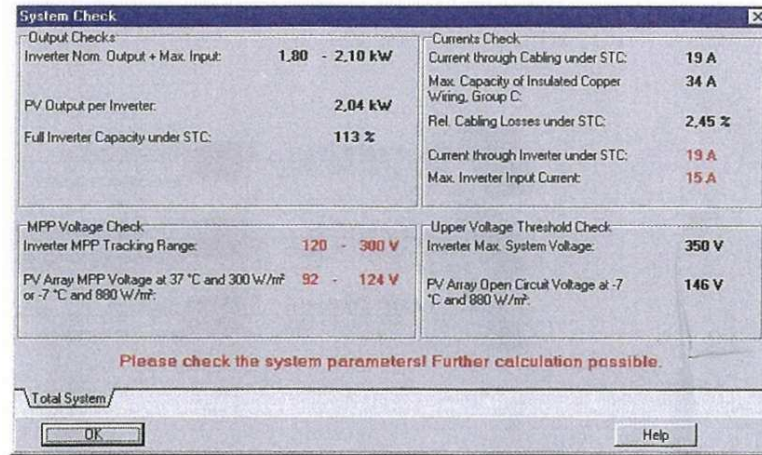 System Check
Output Checks
Inverter Nom. Output + Max. Input: 1,80 - 2,10 kW
PV Output per Inverter: 2,04 kW
Full Inverter Capacity under STC: 113 %
Currents Check
Current through Cabling under STC: 19 A
Max. Capacity of Insulated Copper 34 A
Wiring, Group C:
Rel. Cabling Losses under STC: 2,45 %
Current through Inverter under STC: 19 A
Max. Inverter Input Current: 15 A
MPP Voltage Check
Inverter MPP Tracking Range: 120 - 300 V
PV Array MPP Voltage at 37 °C and 300 W/m² 92 - 124 V
or -7 °C and 880 W/m²:
Upper Voltage Threshold Check
Inverter Max. System Voltage: 350 V
PV Array Open Circuit Voltage at -7 146 V
°C and 880 W/m²:
Please check the system parameters! Further calculation possible.
Total System
OK
Help